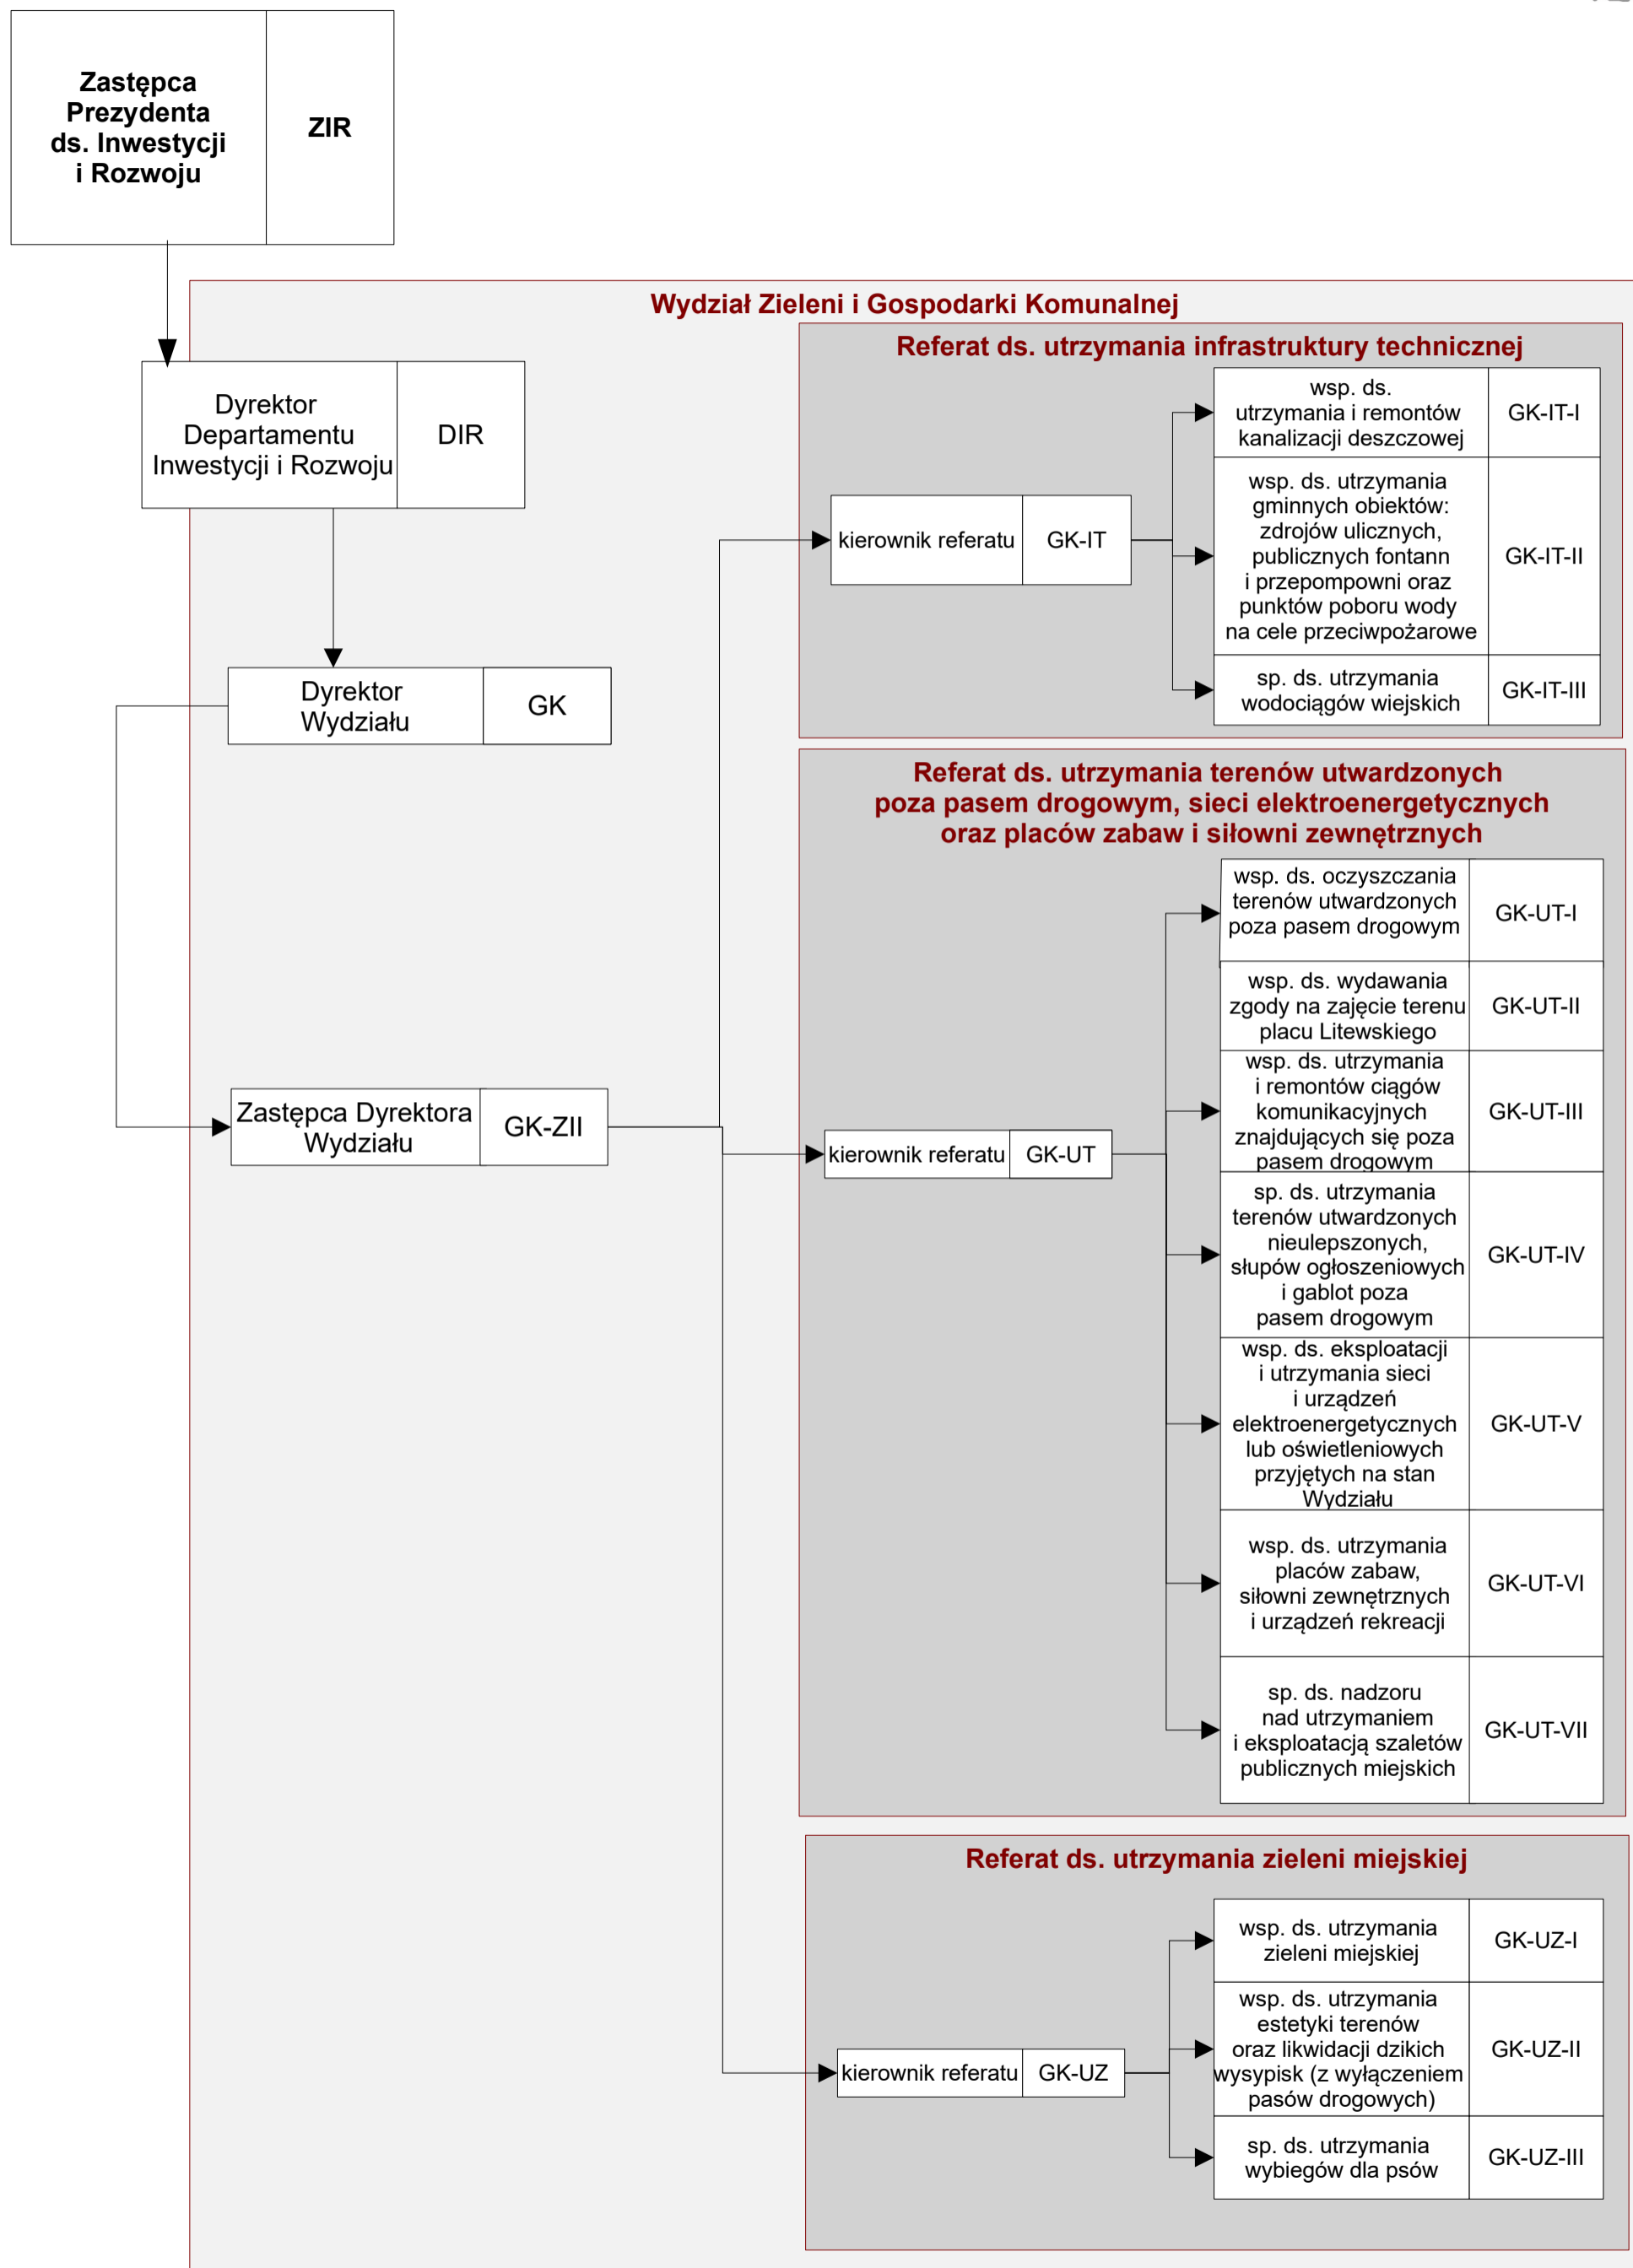 Zastępca
Prezydenta
ds. Inwestycji
i Rozwoju
ZIR
Wydział Zieleni i Gospodarki Komunalnej
Dyrektor
Departamentu
Inwestycji i Rozwoju
DIR
Dyrektor
Wydziału
GK
Zastępca Dyrektora
Wydziału
GK-ZII
Referat ds. utrzymania infrastruktury technicznej
kierownik referatu
GK-IT
wsp. ds.
utrzymania i remontów
kanalizacji deszczowej
GK-IT-I
wsp. ds. utrzymania
gminnych obiektów:
zdrojów ulicznych,
publicznych fontann
i przepompowni oraz
punktów poboru wody
na cele przeciwpożarowe
GK-IT-II
sp. ds. utrzymania
wodociągów wiejskich
GK-IT-III
Referat ds. utrzymania terenów utwardzonych
poza pasem drogowym, sieci elektroenergetycznych
oraz placów zabaw i siłowni zewnętrznych
kierownik referatu
GK-UT
wsp. ds. oczyszczania
terenów utwardzonych
poza pasem drogowym
GK-UT-I
wsp. ds. wydawania
zgody na zajęcie terenu
placu Litewskiego
GK-UT-II
wsp. ds. utrzymania
i remontów ciągów
komunikacyjnych
znajdujących się poza
pasem drogowym
GK-UT-III
sp. ds. utrzymania
terenów utwardzonych
nieulepszonych,
słupów ogłoszeniowych
i gablot poza
pasem drogowym
GK-UT-IV
wsp. ds. eksploatacji
i utrzymania sieci
i urządzeń
elektroenergetycznych
lub oświetleniowych
przyjętych na stan
Wydziału
GK-UT-V
wsp. ds. utrzymania
placów zabaw,
siłowni zewnętrznych
i urządzeń rekreacji
GK-UT-VI
sp. ds. nadzoru
nad utrzymaniem
i eksploatacją szaletów
publicznych miejskich
GK-UT-VII
Referat ds. utrzymania zieleni miejskiej
kierownik referatu
GK-UZ
wsp. ds. utrzymania
zieleni miejskiej
GK-UZ-I
wsp. ds. utrzymania
estetyki terenów
oraz likwidacji dzikich
wysypisk (z wyłączeniem
pasów drogowych)
GK-UZ-II
sp. ds. utrzymania
wybiegów dla psów
GK-UZ-III